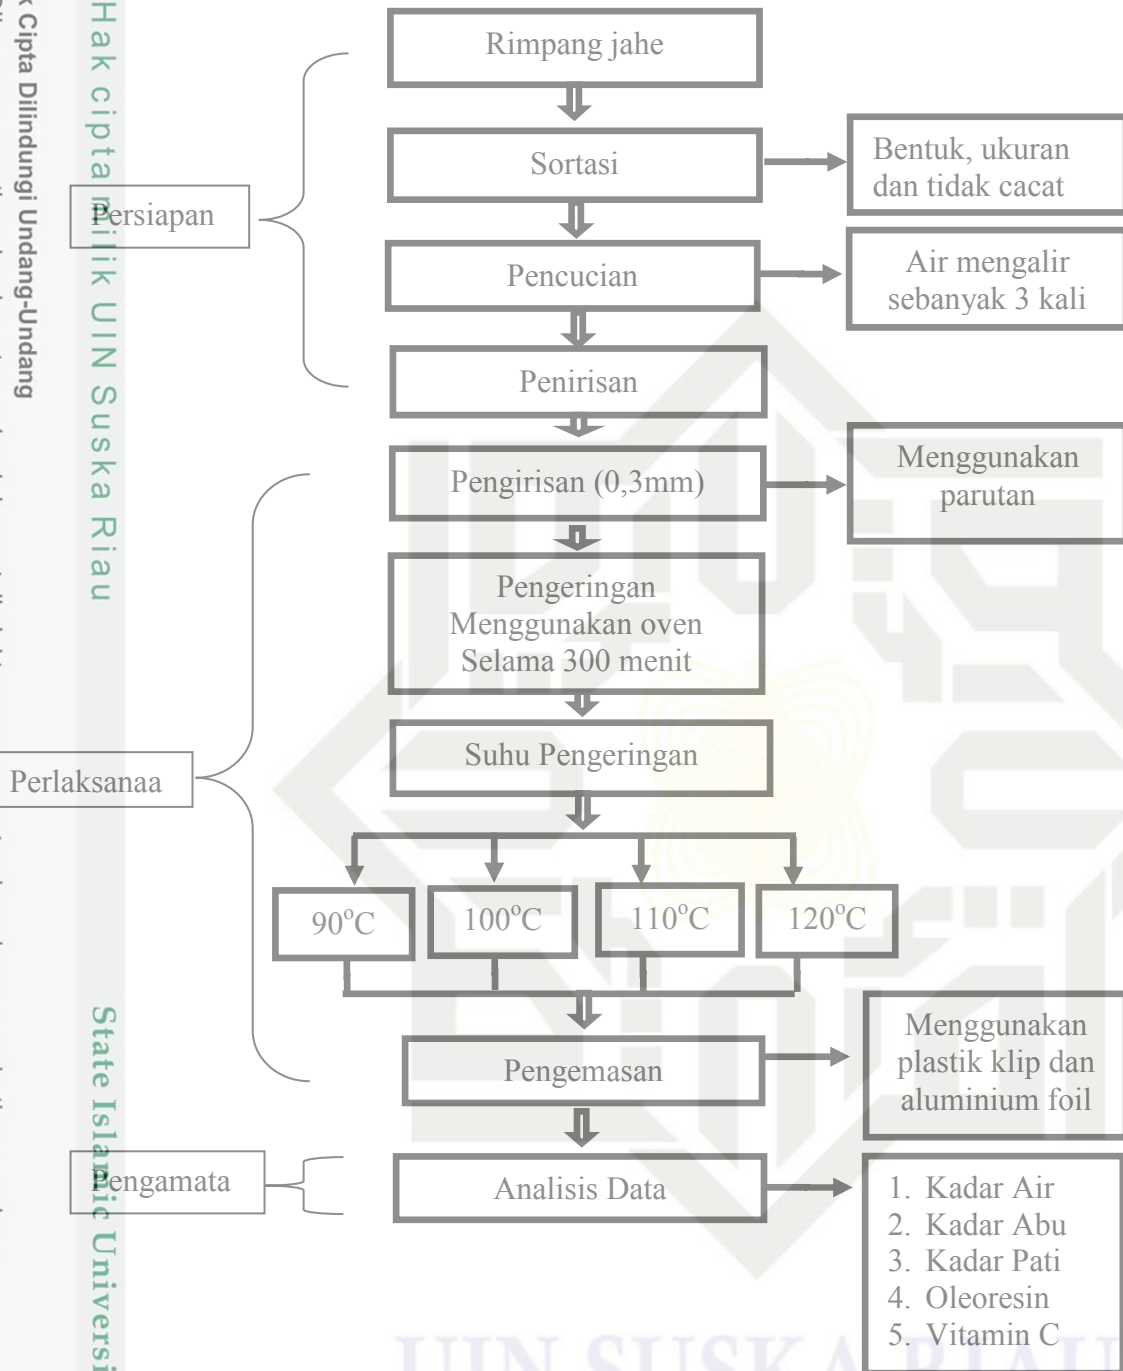 Rimpang jahe
Sortasi
Bentuk, ukuran
dan tidak cacat
Persiapan
Pencucian
Air mengalir
sebanyak 3 kali
Penirisan
Pengirisan (0,3mm)
Menggunakan
parutan
Pengeringan
Menggunakan oven
Selama 300 menit
Suhu Pengeringan
Perlaksanaa
90°C
100°C
110°C
120°C
Pengemasan
Menggunakan
plastik klip dan
aluminium foil
Pengamata
Analisis Data
1. Kadar Air
2. Kadar Abu
3. Kadar Pati
4. Oleoresin
5. Vitamin C
k Cipta Dilindungi Undang-Undang
Hak cipta milik UIN Suska Riau
State Islamic Universi
UIN SUSKA RIAU